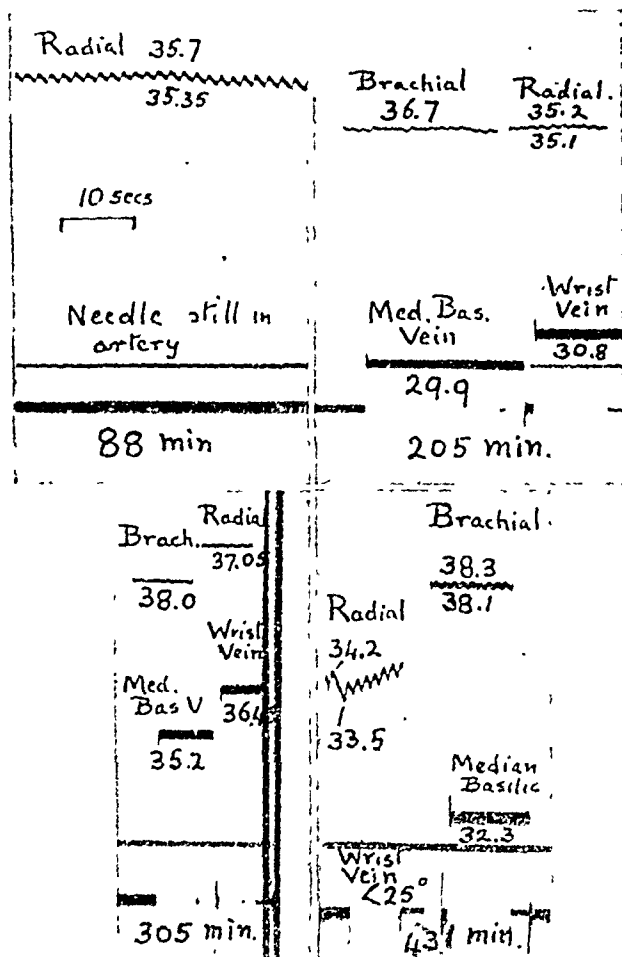 Radial 35.7
35.35
10 secs
Needle still in
artery
88 min
Brachial
36.7
Radial.
35.2
35.1
Med. Bas.
Vein
29.9
Wrist
Vein
30.8
205 min.
Brach.
38.0
Radia
37.05
Wrist
Vein
36.4
Med.
Bas V
35.2
305 min.
Brachial.
38.3
38.1
Radial
34.2
33.5
Median
Basilic
32.3
Wrist
Vein
<25°
431 min.